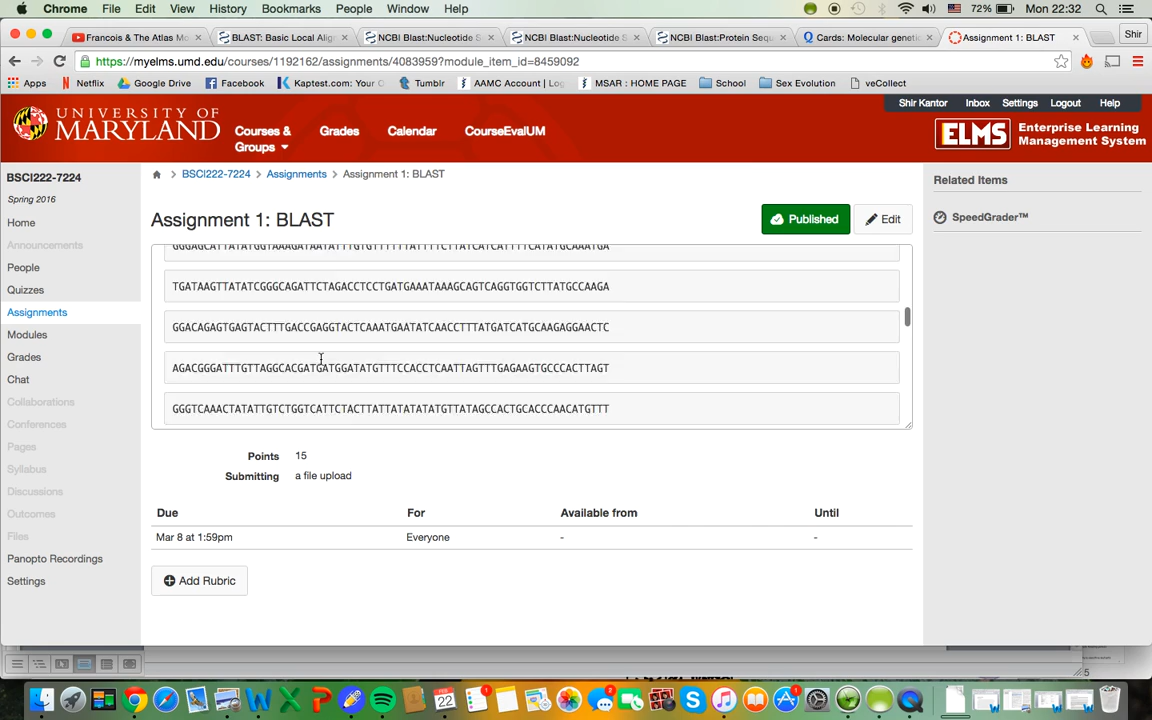 Chrome File Edit View History Bookmarks People Window Help 72% Mon 22:32
Francois & The Atlas Mo BLAST: Basic Local Align NCBI Blast:Nucleotide S NCBI Blast:Nucleotide S NCBI Blast:Protein Sequ Cards: Molecular genetic Assignment 1: BLAST Shir
https://myelms.umd.edu/courses/1192162/assignments/4083959?module_item_id=8459092
Apps Netflix Google Drive Facebook Kaptest.com: Your O Tumblr AAMC Account | Log MSAR : HOME PAGE School Sex Evolution veCollect
Shir Kantor Inbox Settings Logout Help
UNIVERSITY OF
MARYLAND
Courses &
Groups
Grades Calendar CourseEvalUM
ELMS Enterprise Learning
Management System
BSCI222-7224
Spring 2016
Home
Announcements
People
Quizzes
Assignments
Modules
Grades
Chat
Collaborations
Conferences
Pages
Syllabus
Discussions
Outcomes
Files
Panopto Recordings
Settings
BSCI222-7224 > Assignments > Assignment 1: BLAST
Assignment 1: BLAST
Published Edit
TGATAAGTTATATCGGGCAGATTCTAGACCTCCTGATGAAATAAAGCAGTCAGGTGGTCTTATGCCAAGA
GGACAGAGTGAGTACTTTGACCGAGGTACTCAAATGAATATCAACCTTTATGATCATGCAAGAGGAACTC
AGACGGGATTTGTTAGGCACGATGATGGATATGTTTCCACCTCAATTAGTTTGAGAAGTGCCCACTTAGT
GGGTCAAACTATATTGTCTGGTCATTCTACTTATTATATATATGTTATAGCCACTGCACCCAACATGTTT
Points 15
Submitting a file upload
Due For Available from Until
Mar 8 at 1:59pm Everyone - -
Add Rubric
Related Items
SpeedGrader™